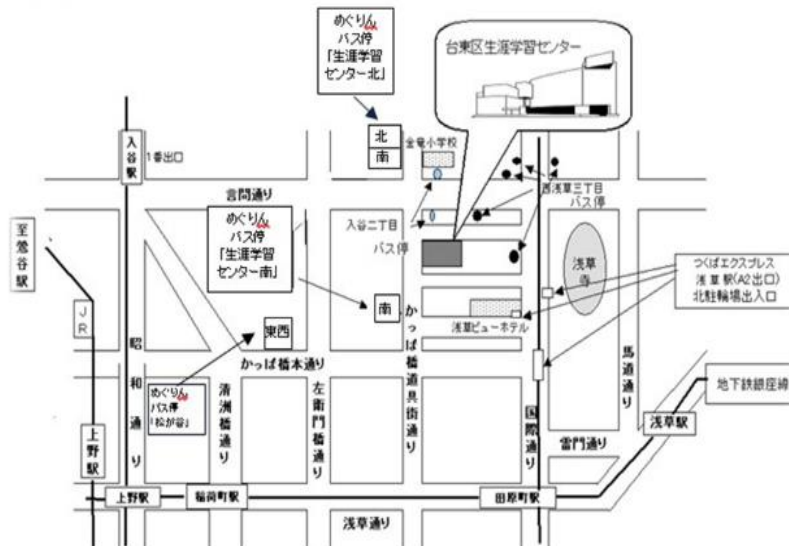 めぐりん
バス停
「生涯学習
センター北」
台東区生涯学習センター
北
南
金竜小学校
入谷駅
1番出口
言問通り
西浅草三丁目
バス停
めぐりん
バス停
「生涯学習
センター南」
入谷二丁目
バス停
至鶯谷駅
浅草寺
つくばエクスプレス
浅草駅(A2出口)
北駐輪場出入口
JR
南
浅草ビューホテル
東西
かっぱ橋本通り
昭和通り
めぐりん
バス停
「松が谷」
清洲橋通り
左衛門橋通り
かっぱ橋道具街通り
国際通り
馬道通り
地下鉄銀座線
浅草駅
雷門通り
上野駅
上野駅
稲荷町駅
田原町駅
浅草通り